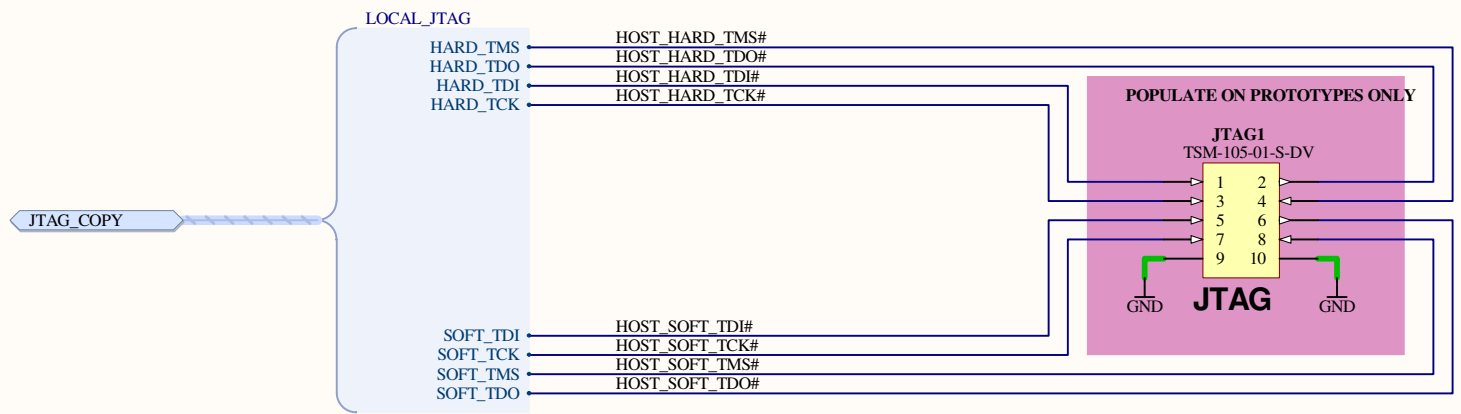 LOCAL_JTAG
HARD_TMS HOST_HARD_TMS#
HARD_TDO HOST_HARD_TDO#
HARD_TDI HOST_HARD_TDI#
HARD_TCK HOST_HARD_TCK#
POPULATE ON PROTOTYPES ONLY
JTAG1
TSM-105-01-S-DV
1 2
3 4
JTAG_COPY
5 6
7 8
9 10
GND JTAG GND
SOFT_TDI HOST_SOFT_TDI#
SOFT_TCK HOST_SOFT_TCK#
SOFT_TMS HOST_SOFT_TMS#
SOFT_TDO HOST_SOFT_TDO#